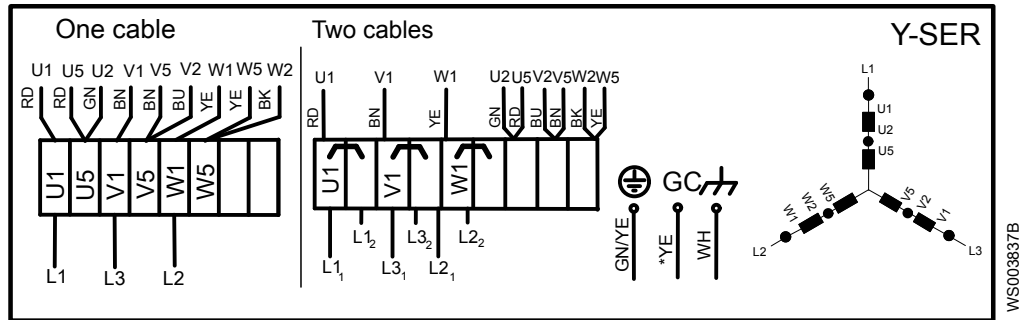 One cable
Two cables
Y-SER
U1 U5 U2 V1 V5 V2 W1 W5 W2
RD RD GN BN BN BU YE YE BK
U1 U5 V1 V5 W1 W5
L1 L3 L2
U1 V1 W1 U2 U5 V2 V5 W2 W5
RD BN YE GN RD BU BN BK YE
U1 V1 W1
L1₂ L3₂ L2₂
L1₁ L3₁ L2₁
GC
GN/YE *YE WH
L1
U1
U2
U5
W1 W2 W5 V5 V2 V1
L2 L3
WS003837B